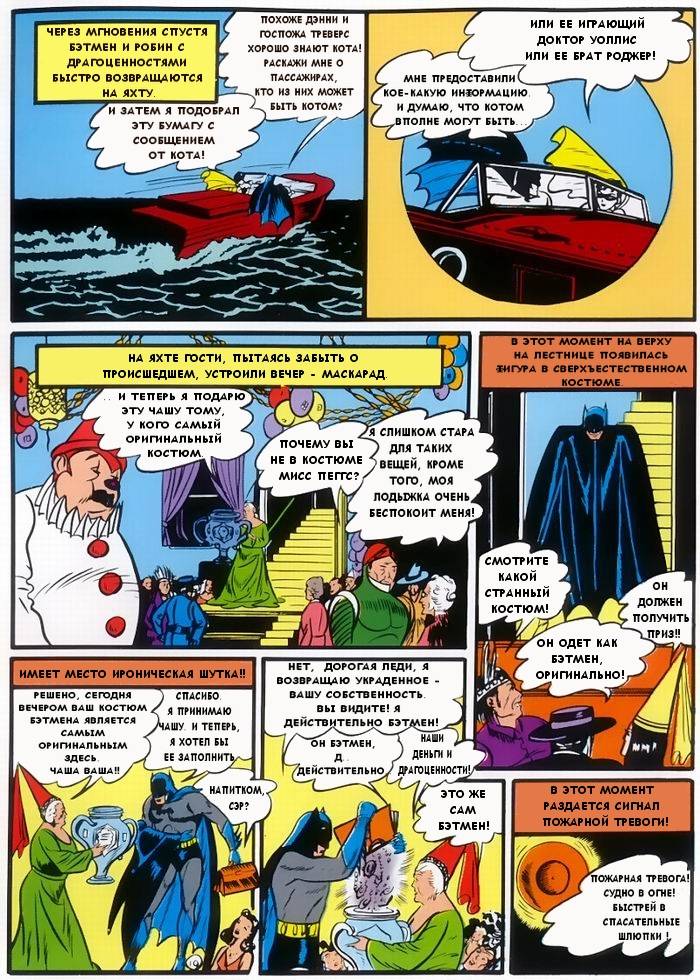 ЧЕРЕЗ МГНОВЕНИЯ СПУСТЯ
БЭТМЕН И РОБИН С
ДРАГОЦЕННОСТЯМИ
БЫСТРО ВОЗВРАЩАЮТСЯ
НА ЯХТУ.
ПОХОЖЕ ДЭННИ И
ГОСПОЖА ТРЕВЕРС
ХОРОШО ЗНАЮТ КОТА!
РАСКАЖИ МНЕ О
ПАССАЖИРАХ,
КТО ИЗ НИХ МОЖЕТ
БЫТЬ КОТОМ?
И ЗАТЕМ Я ПОДОБРАЛ
ЭТУ БУМАГУ С
СООБЩЕНИЕМ
ОТ КОТА!
МНЕ ПРЕДОСТАВИЛИ
КОЕ-КАКУЮ ИНФОРМАЦИЮ.
И ДУМАЮ, ЧТО КОТОМ
ВПОЛНЕ МОГУТ БЫТЬ...
ИЛИ ЕЕ ИГРАЮЩИЙ
ДОКТОР УОЛЛИС
ИЛИ ЕЕ БРАТ РОДЖЕР!
НА ЯХТЕ ГОСТИ, ПЫТАЯСЬ ЗАБЫТЬ О
ПРОИСШЕДШЕМ, УСТРОИЛИ ВЕЧЕР - МАСКАРАД.
... И ТЕПЕРЬ Я ПОДАРЮ
ЭТУ ЧАШУ ТОМУ,
У КОГО САМЫЙ
ОРИГИНАЛЬНЫЙ
КОСТЮМ.
ПОЧЕМУ ВЫ
НЕ В КОСТЮМЕ
МИСС ПЕГГС?
Я СЛИШКОМ СТАРА
ДЛЯ ТАКИХ
ВЕЩЕЙ, КРОМЕ
ТОГО, МОЯ
ЛОДЫЖКА ОЧЕНЬ
БЕСПОКОИТ МЕНЯ!
В ЭТОТ МОМЕНТ НА ВЕРХУ
НА ЛЕСТНИЦЕ ПОЯВИЛАСЬ
ФИГУРА В СВЕРХЪЕСТЕСТВЕННОМ
КОСТЮМЕ.
СМОТРИТЕ
КАКОЙ
СТРАННЫЙ
КОСТЮМ!
ОН
ДОЛЖЕН
ПОЛУЧИТЬ
ПРИЗ!!
ОН ОДЕТ КАК
БЭТМЕН,
ОРИГИНАЛЬНО!
ИМЕЕТ МЕСТО ИРОНИЧЕСКАЯ ШУТКА!!
РЕШЕНО, СЕГОДНЯ
ВЕЧЕРОМ ВАШ КОСТЮМ
БЭТМЕНА ЯВЛЯЕТСЯ
САМЫМ
ОРИГИНАЛЬНЫМ
ЗДЕСЬ.
ЧАША ВАША!!
СПАСИБО.
Я ПРИНИМАЮ
ЧАШУ. И ТЕПЕРЬ,
Я ХОТЕЛ БЫ
ЕЕ ЗАПОЛНИТЬ
НАПИТКОМ,
СЭР?
НЕТ, ДОРОГАЯ ЛЕДИ, Я
ВОЗВРАЩАЮ УКРАДЕННОЕ -
ВАШУ СОБСТВЕННОСТЬ.
ВЫ ВИДИТЕ! Я
ДЕЙСТВИТЕЛЬНО БЭТМЕН!
ОН БЭТМЕН,
Д..
ДЕЙСТВИТЕЛЬНО
НАШИ
ДЕНЬГИ И
ДРАГОЦЕННОСТИ!
ЭТО ЖЕ
САМ
БЭТМЕН!
В ЭТОТ МОМЕНТ
РАЗДАЕТСЯ СИГНАЛ
ПОЖАРНОЙ ТРЕВОГИ!
ПОЖАРНАЯ ТРЕВОГА!
СУДНО В ОГНЕ!
БЫСТРЕЙ В
СПАСАТЕЛЬНЫЕ
ШЛЮПКИ !